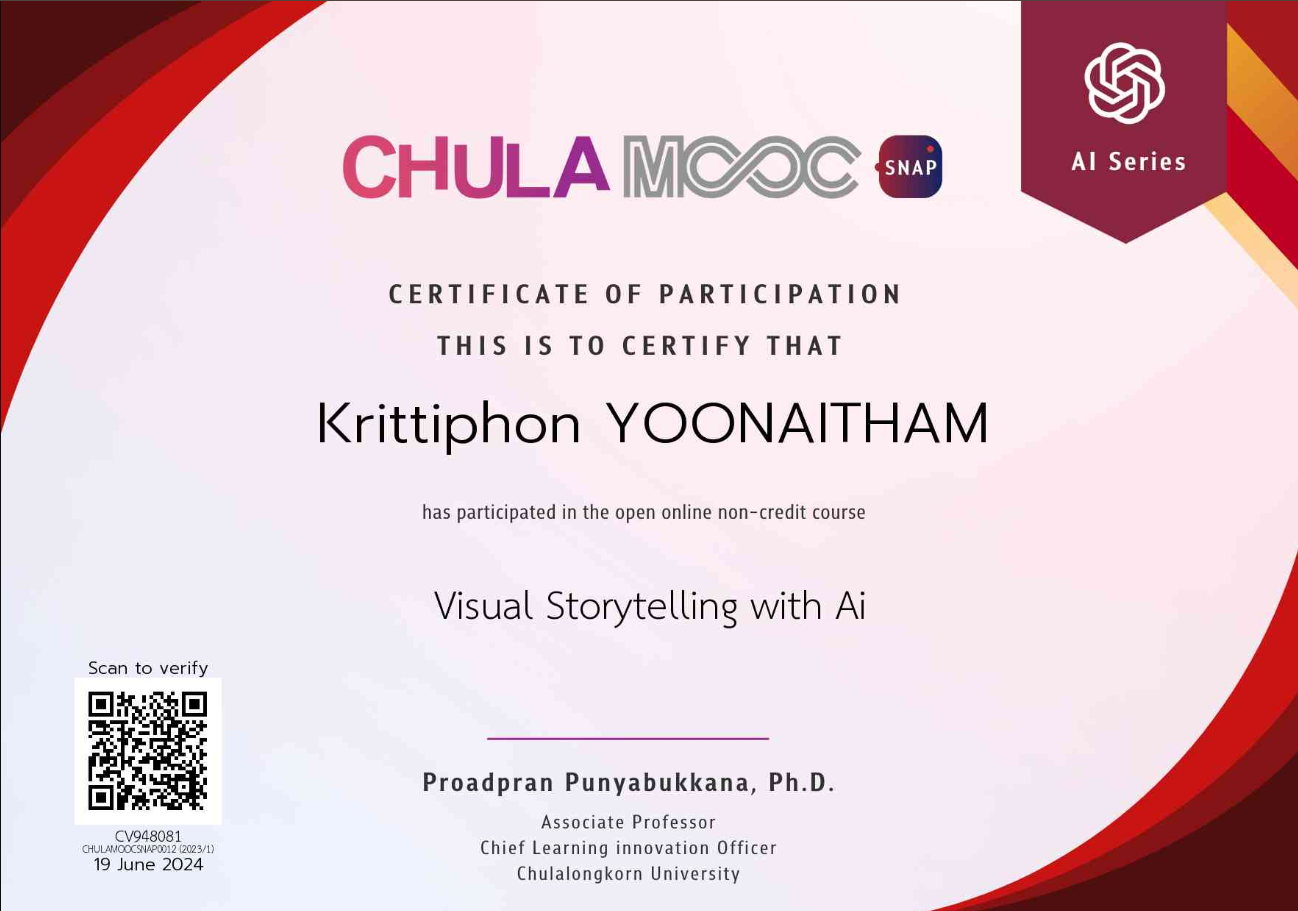 CHULA MOOC SNAP
AI Series
CERTIFICATE OF PARTICIPATION
THIS IS TO CERTIFY THAT
Krittiphon YOONAITHAM
has participated in the open online non-credit course
Visual Storytelling with Ai
Scan to verify
CV948081
CHULAMOOCSNAP0012 (2023/1)
19 June 2024
Proadpran Punyabukkana, Ph.D.
Associate Professor
Chief Learning innovation Officer
Chulalongkorn University